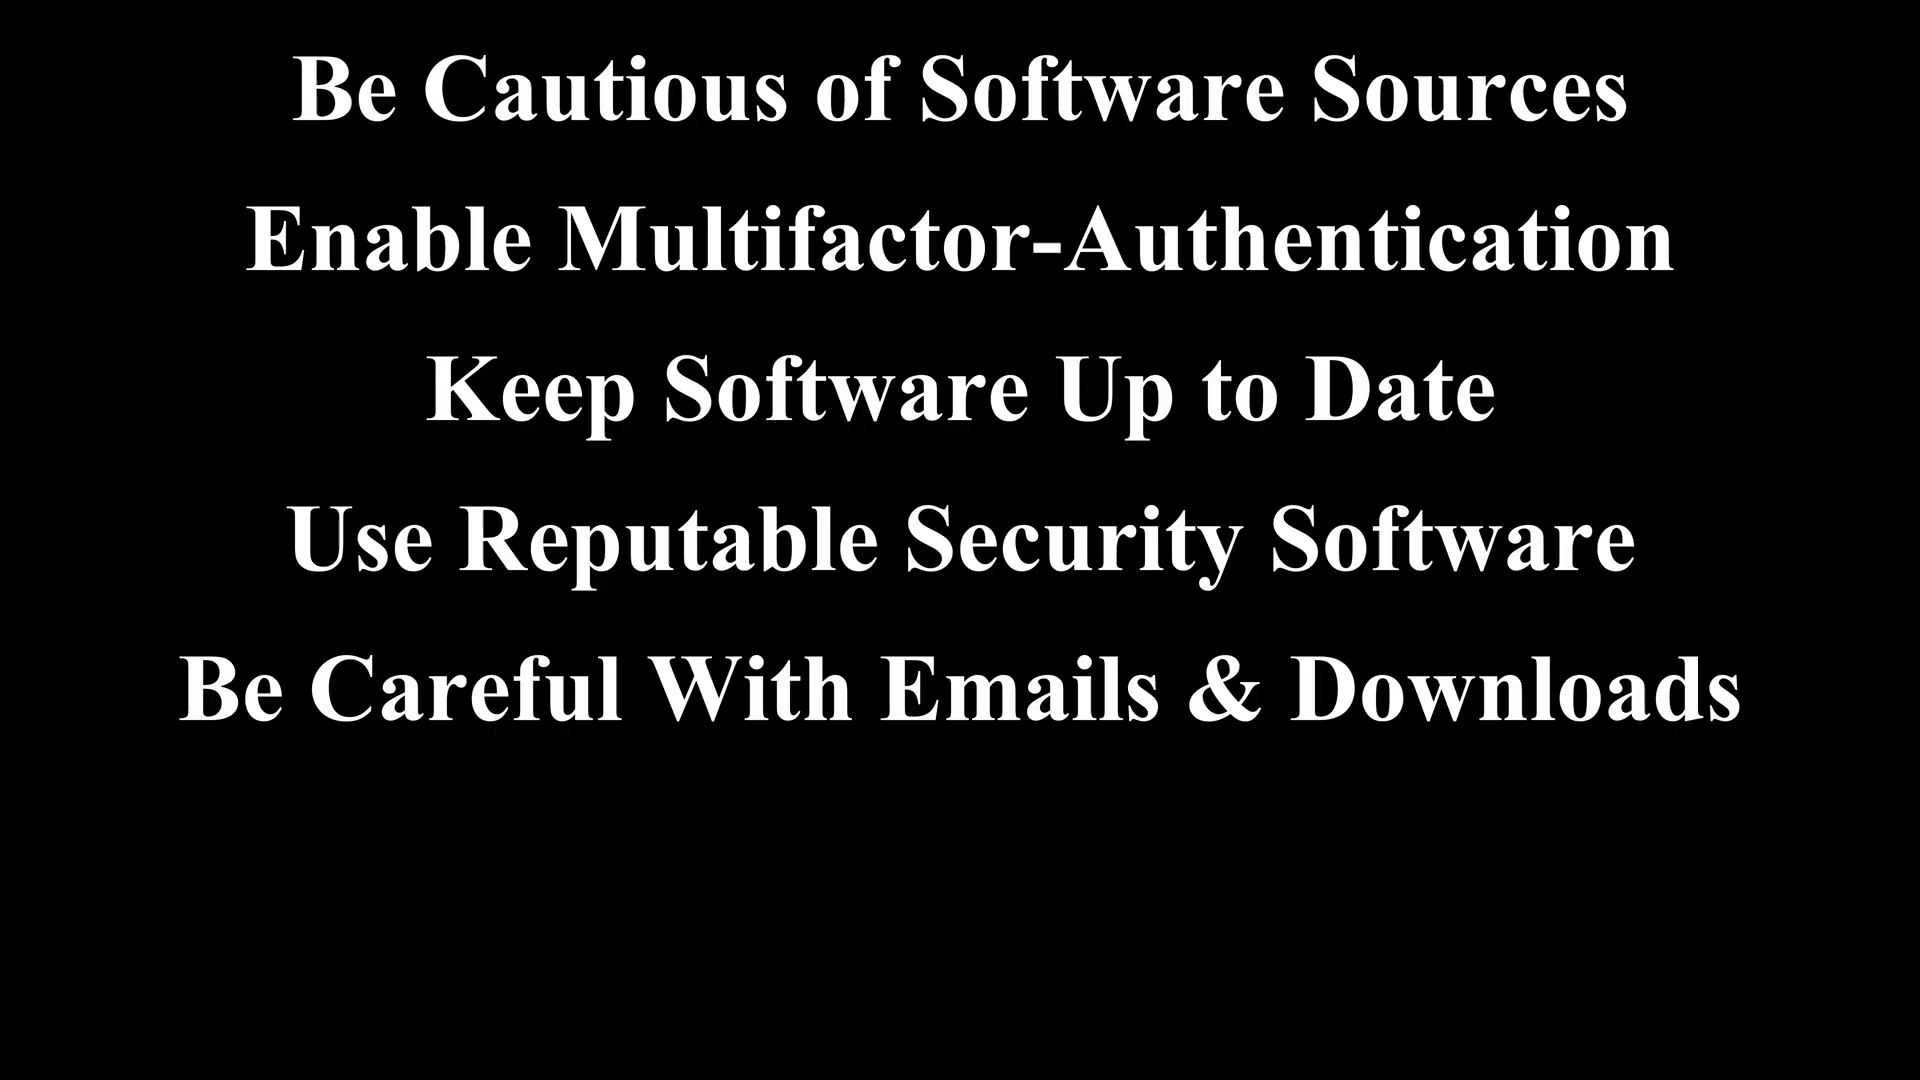 Be Cautious of Software Sources
Enable Multifactor-Authentication
Keep Software Up to Date
Use Reputable Security Software
Be Careful With Emails & Downloads